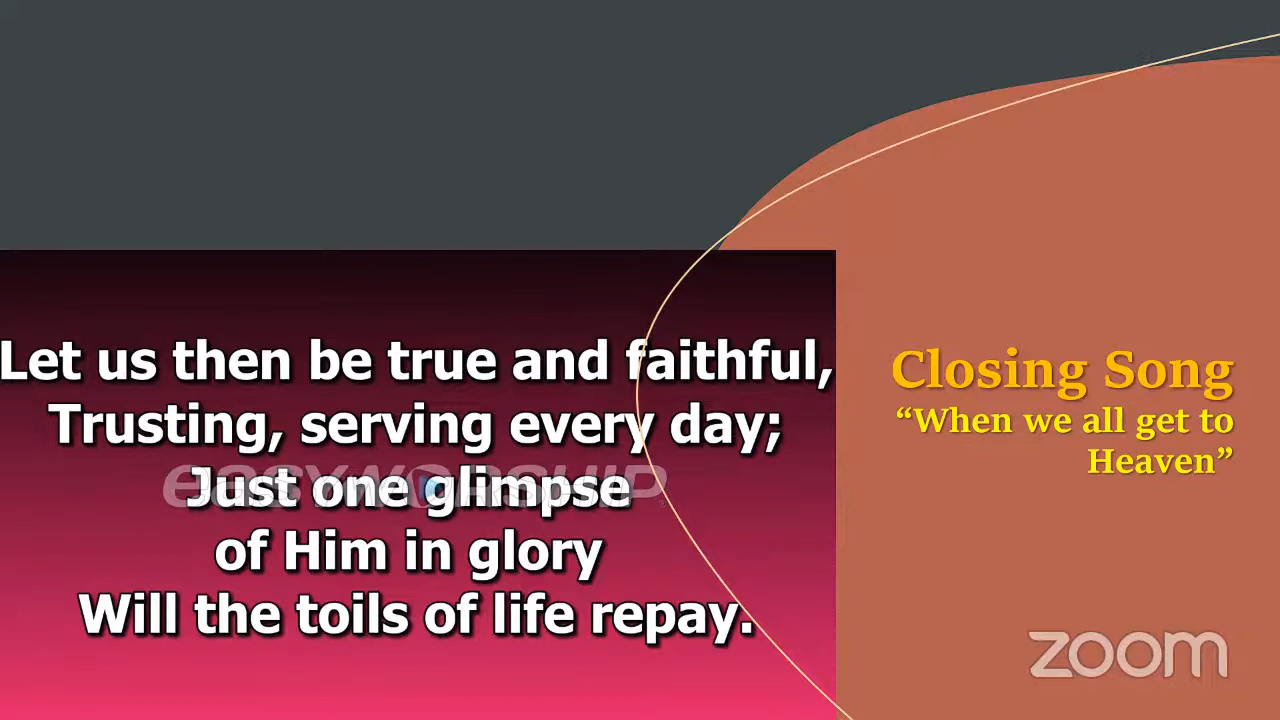 Let us then be true and faithful,
Trusting, serving every day;
Just one glimpse
of Him in glory
Will the toils of life repay.
easyworship
Closing Song
“When we all get to
Heaven”
zoom